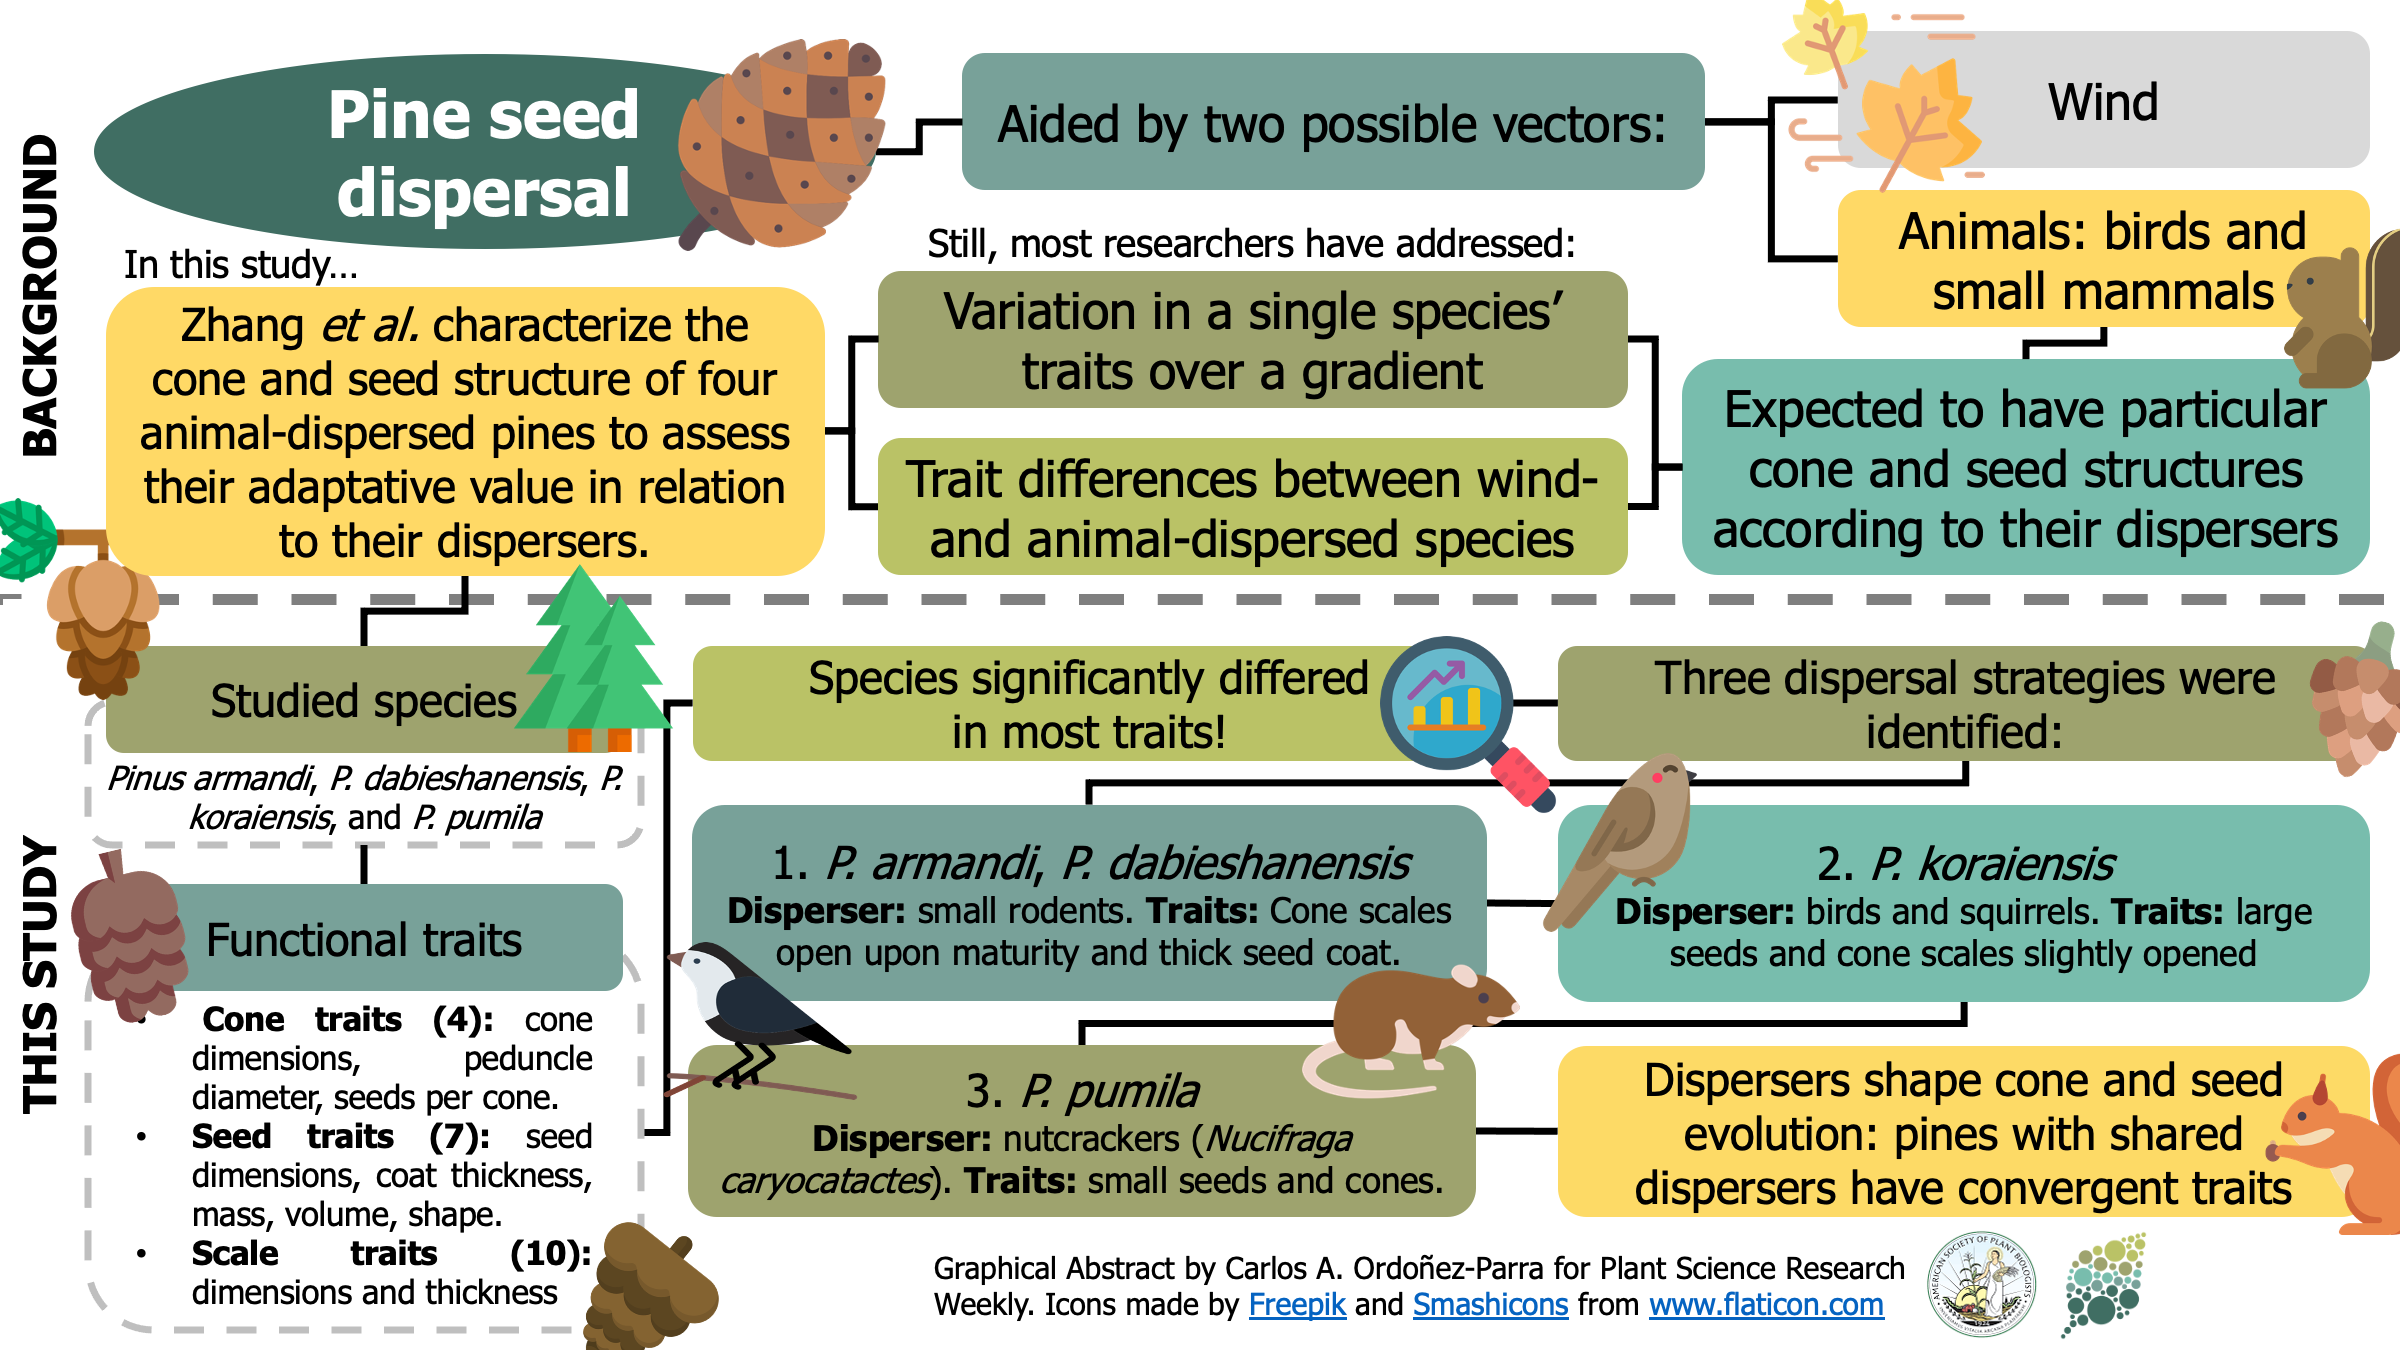 BACKGROUND
Pine seed
dispersal
Aided by two possible vectors:
Wind
Animals: birds and
small mammals
Expected to have particular
cone and seed structures
according to their dispersers
Still, most researchers have addressed:
Variation in a single species’
traits over a gradient
Trait differences between wind-
and animal-dispersed species
In this study…
Zhang et al. characterize the
cone and seed structure of four
animal-dispersed pines to assess
their adaptative value in relation
to their dispersers.
THIS STUDY
Studied species
Pinus armandi, P. dabieshanensis, P.
koraiensis, and P. pumila
Functional traits
• Cone traits (4): cone
dimensions, peduncle
diameter, seeds per cone.
• Seed traits (7): seed
dimensions, coat thickness,
mass, volume, shape.
• Scale traits (10):
dimensions and thickness
Species significantly differed
in most traits!
Three dispersal strategies were
identified:
1. P. armandi, P. dabieshanensis
Disperser: small rodents. Traits: Cone scales
open upon maturity and thick seed coat.
2. P. koraiensis
Disperser: birds and squirrels. Traits: large
seeds and cone scales slightly opened
3. P. pumila
Disperser: nutcrackers (Nucifraga
caryocatactes). Traits: small seeds and cones.
Dispersers shape cone and seed
evolution: pines with shared
dispersers have convergent traits
Graphical Abstract by Carlos A. Ordoñez-Parra for Plant Science Research
Weekly. Icons made by Freepik and Smashicons from www.flaticon.com
AMERICAN SOCIETY OF PLANT BIOLOGISTS
1924